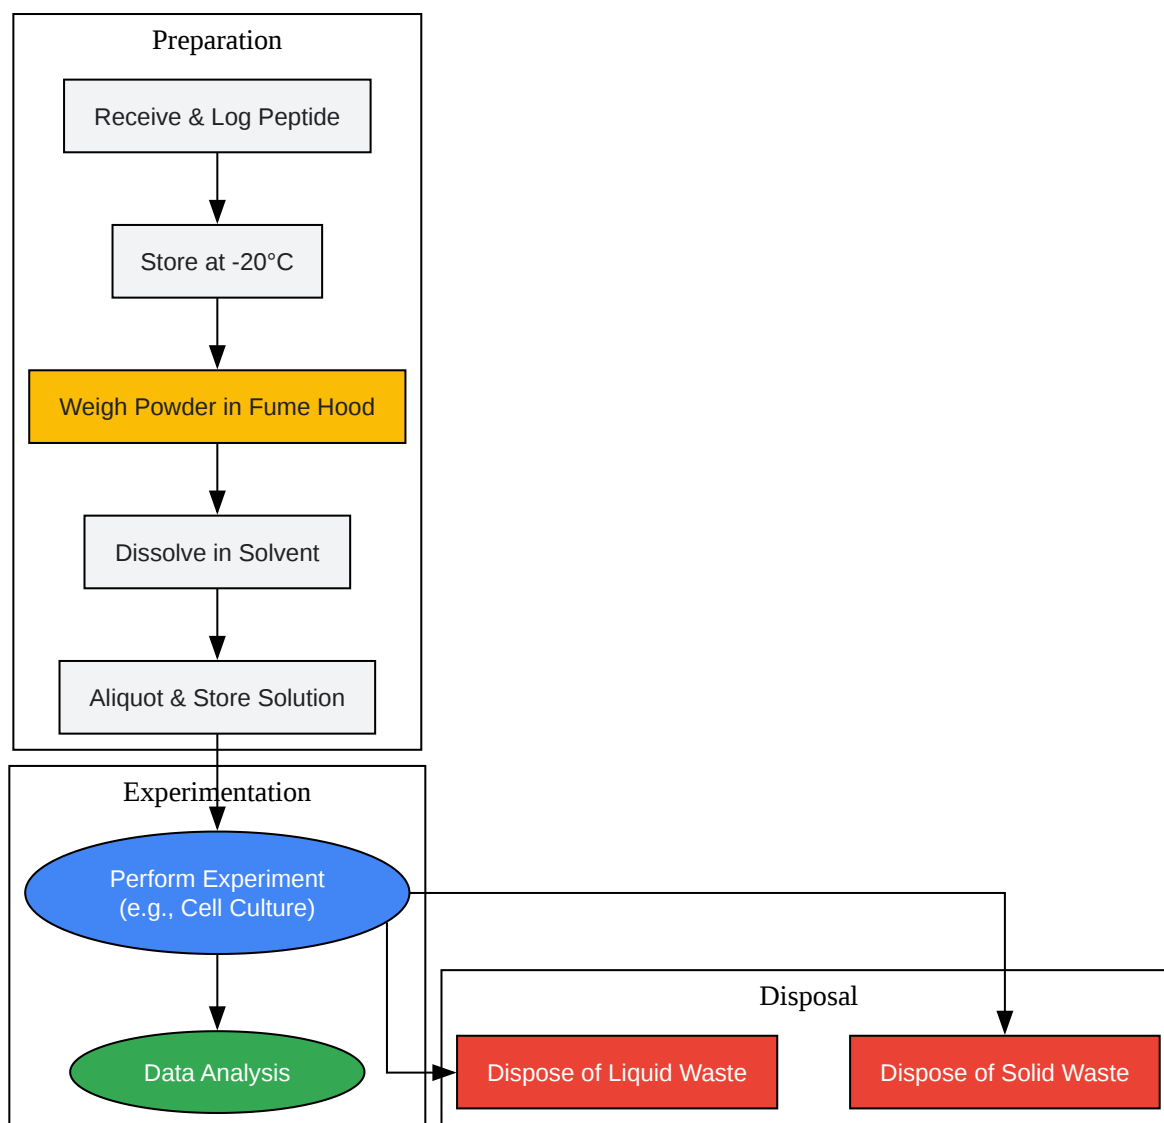 Preparation
Receive & Log Peptide
Store at -20°C
Weigh Powder in Fume Hood
Dissolve in Solvent
Aliquot & Store Solution
Experimentation
Perform Experiment
(e.g., Cell Culture)
Data Analysis
Disposal
Dispose of Liquid Waste
Dispose of Solid Waste